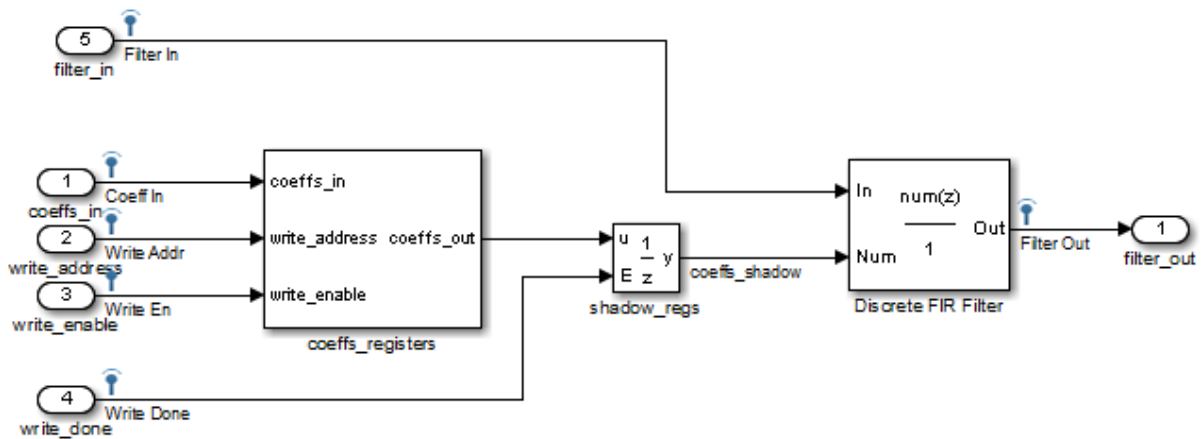 5
Filter In
filter_in
1
Coeff In
coeffs_in
2
Write Addr
write_address
3
Write En
write_enable
coeffs_in
write_address coeffs_out
write_enable
coeffs_registers
4
Write Done
write_done
u 1 y
E z
shadow_regs
coeffs_shadow
In num(z)
Out
Num 1
Discrete FIR Filter
Filter Out
1
filter_out